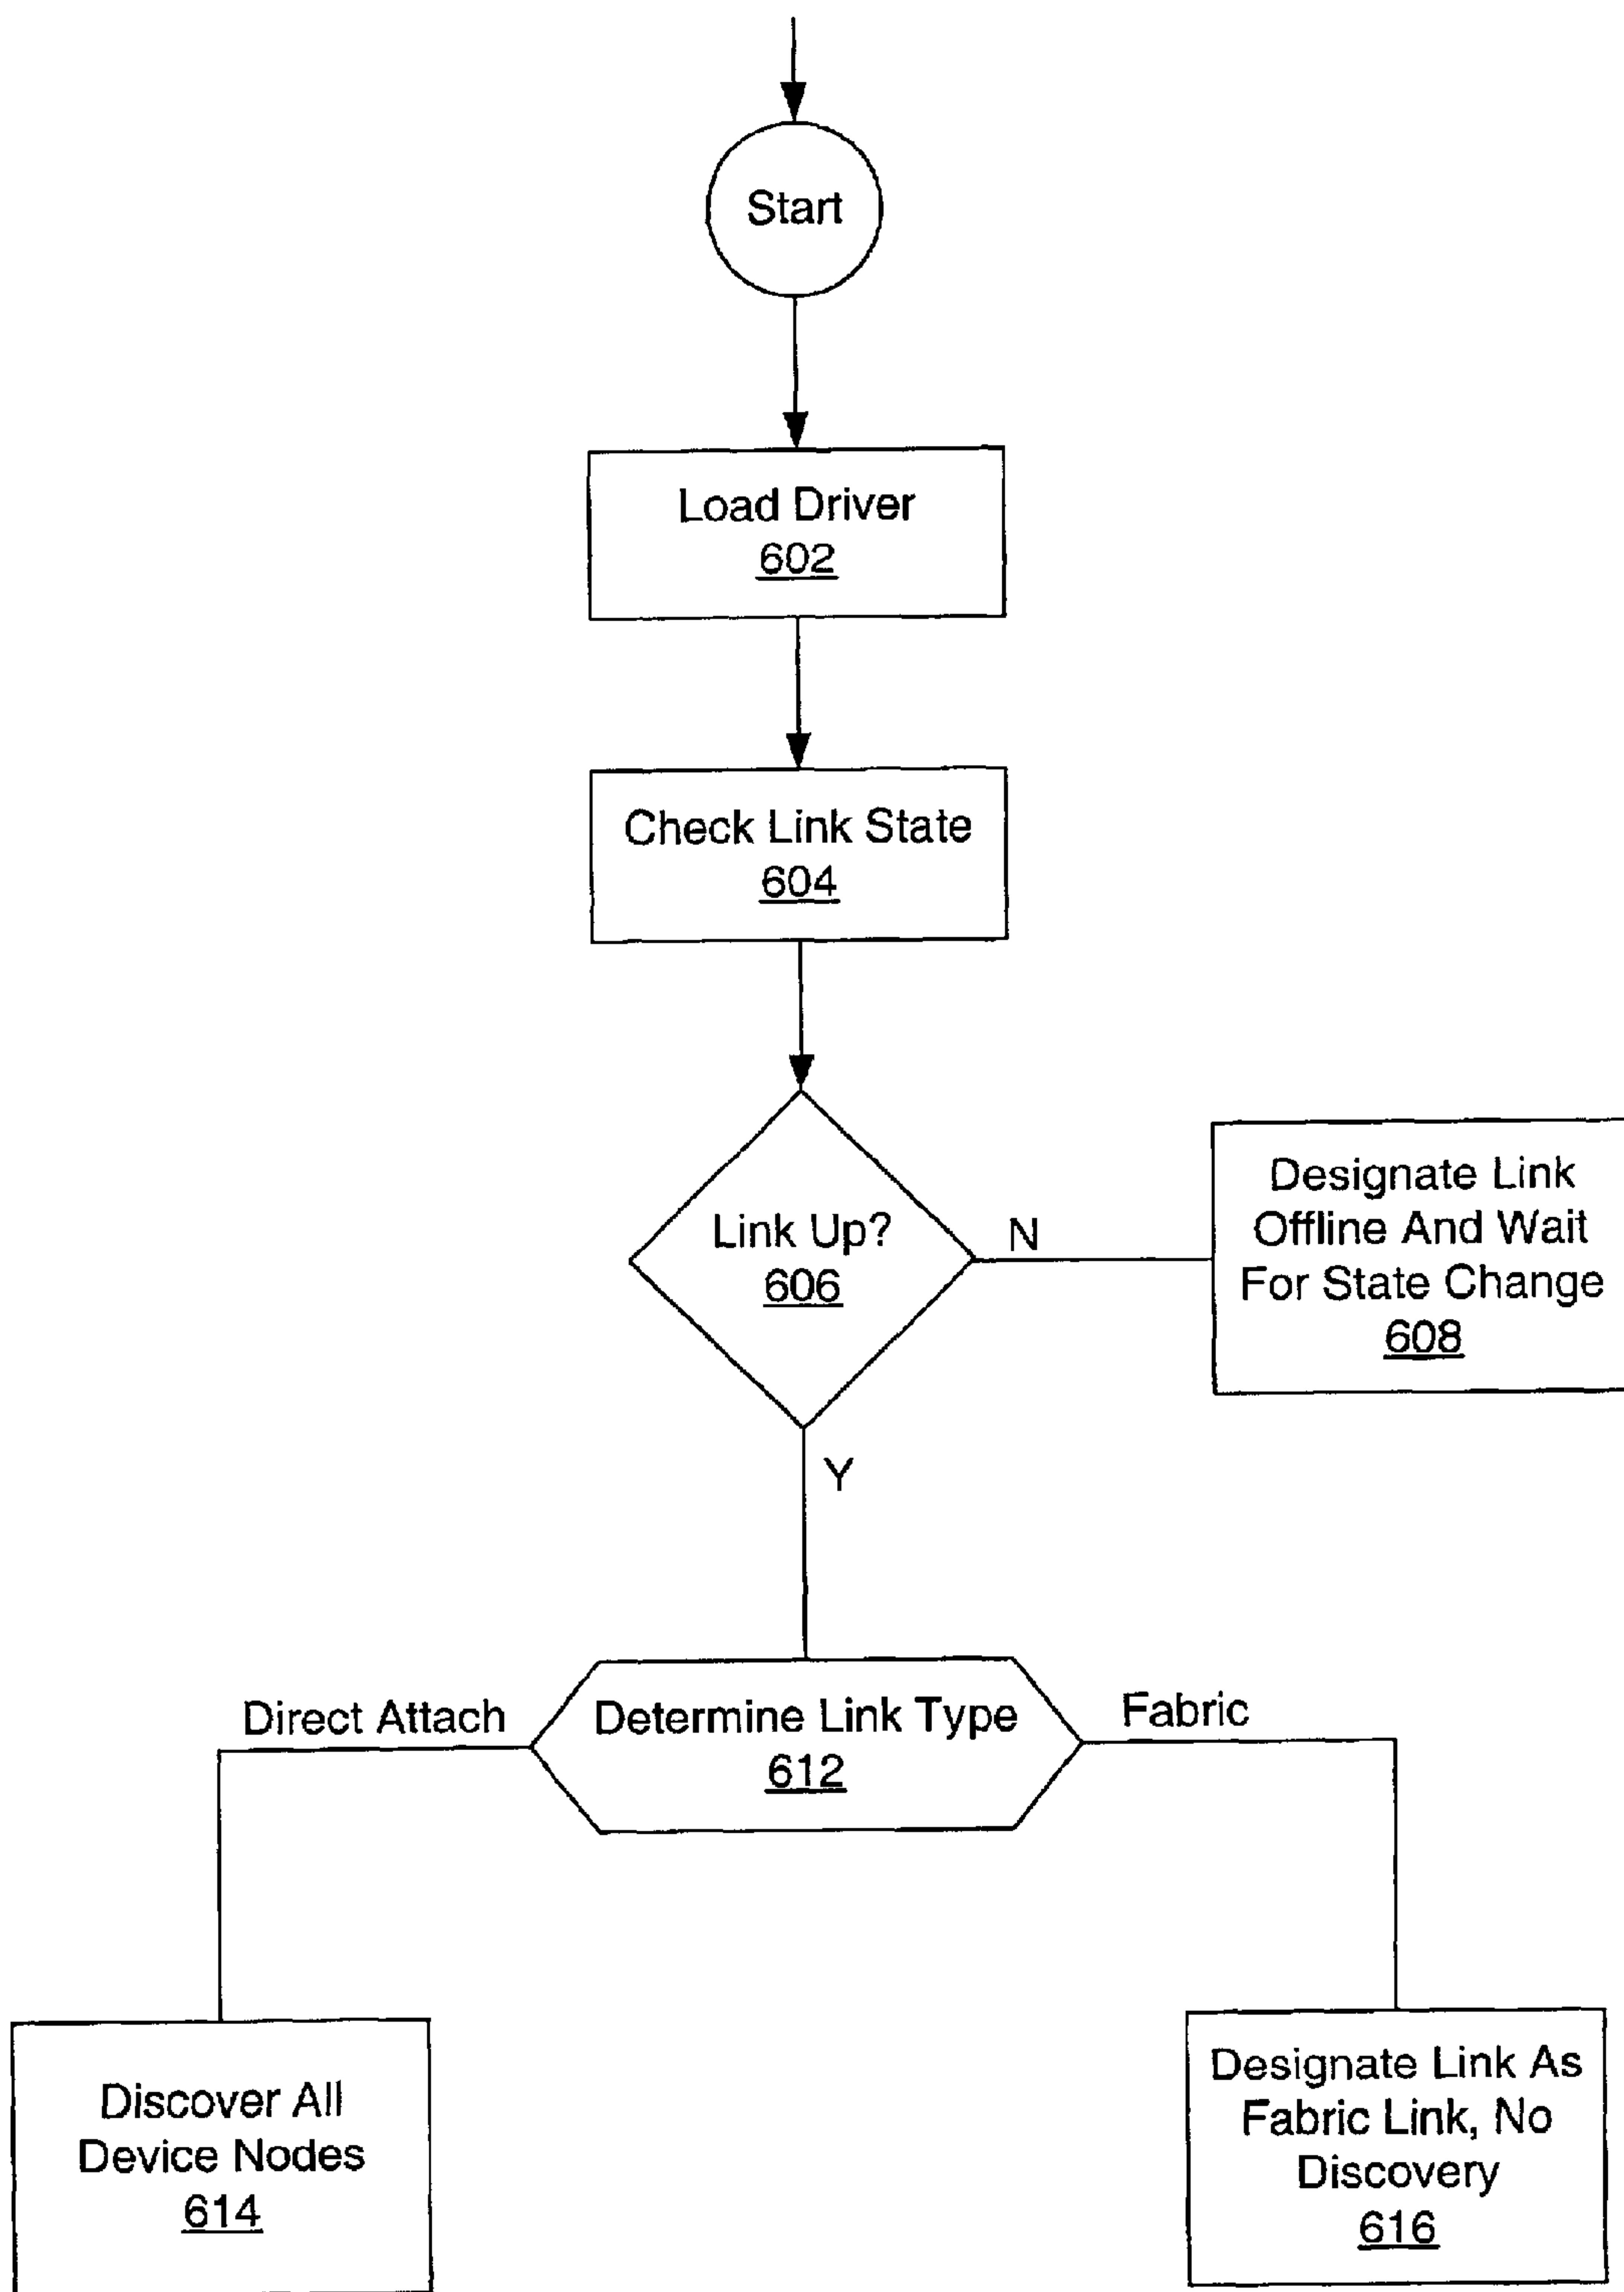 Start
Load Driver
602
Check Link State
604
Link Up?
606
N
Designate Link
Offline And Wait
For State Change
608
Y
Direct Attach
Determine Link Type
612
Fabric
Discover All
Device Nodes
614
Designate Link As
Fabric Link, No
Discovery
616